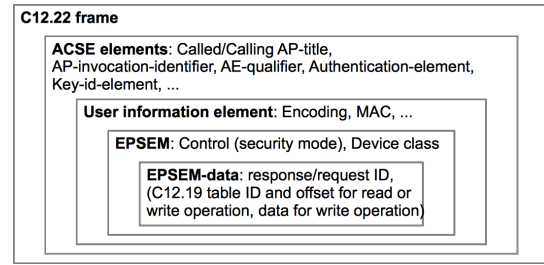 C12.22 frame
ACSE elements: Called/Calling AP-title,
AP-invocation-identifier, AE-qualifier, Authentication-element,
Key-id-element, ...
User information element: Encoding, MAC, ...
EPSEM: Control (security mode), Device class
EPSEM-data: response/request ID,
(C12.19 table ID and offset for read or
write operation, data for write operation)